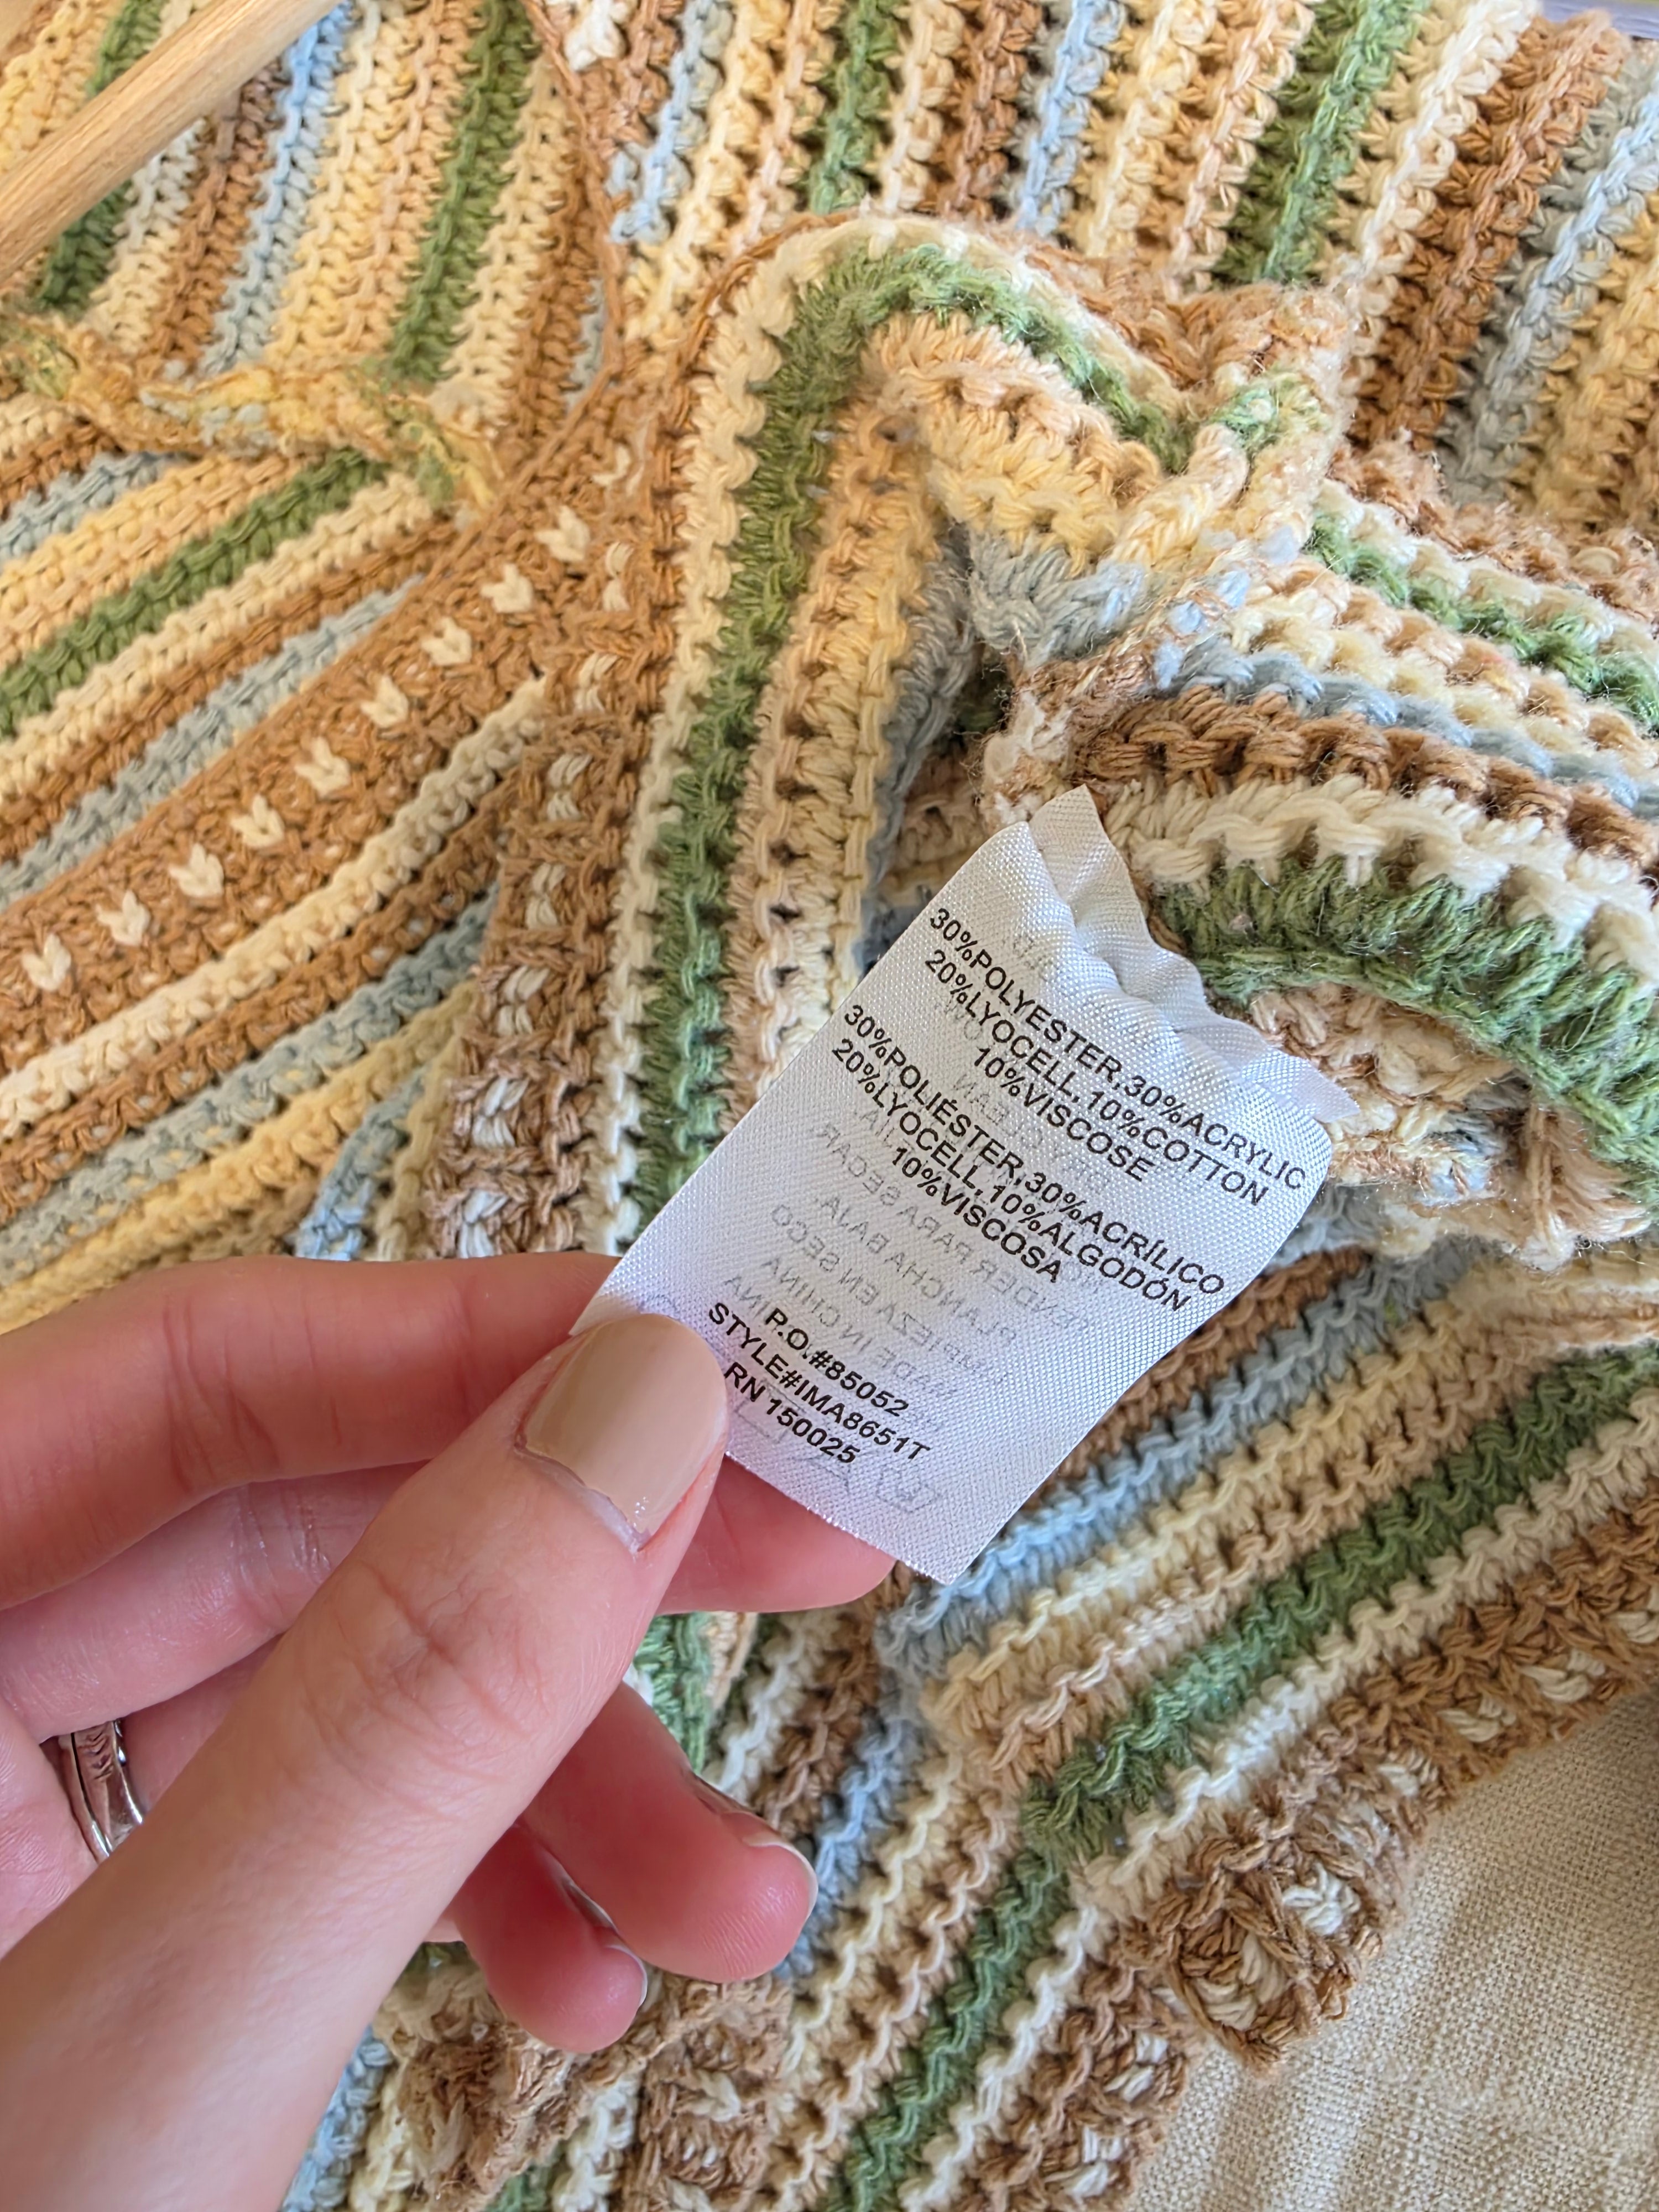 30%POLYESTER,30%ACRYLIC
20%LYOCELL,10%COTTON
10%VISCOSE
30%POLIÉSTER,30%ACRÍLICO
20%LYOCELL,10%ALGODÓN
10%VISCOSA
P.O.#85052
STYLE#IMA8651T
RN 150025